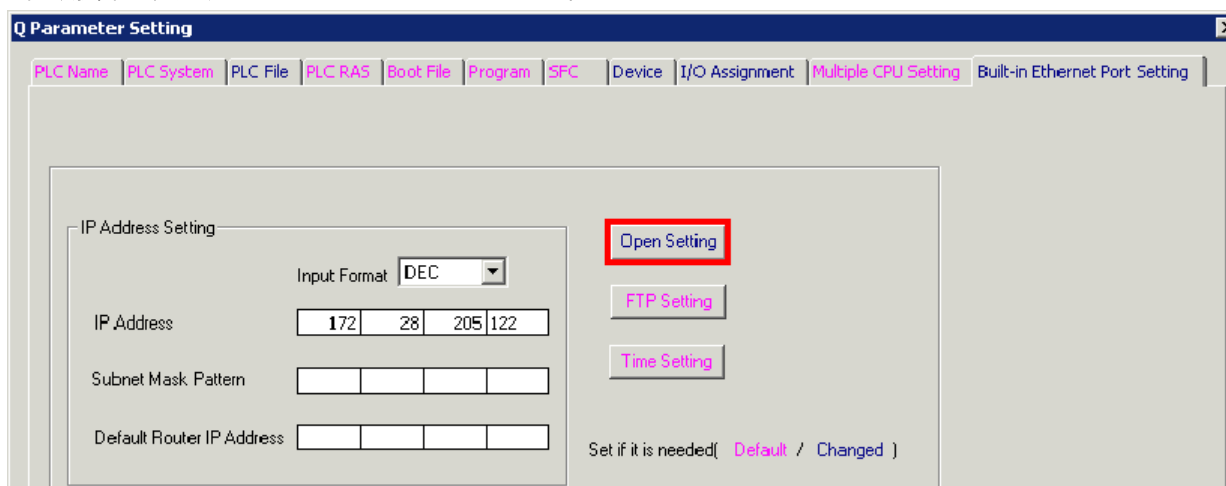 Q Parameter Setting
PLC Name PLC System PLC File PLC RAS Boot File Program SFC Device I/O Assignment Multiple CPU Setting Built-in Ethernet Port Setting
IP Address Setting
Open Setting
Input Format DEC
FTP Setting
IP Address 172 28 205 122
Time Setting
Subnet Mask Pattern
Default Router IP Address
Set if it is needed( Default / Changed )